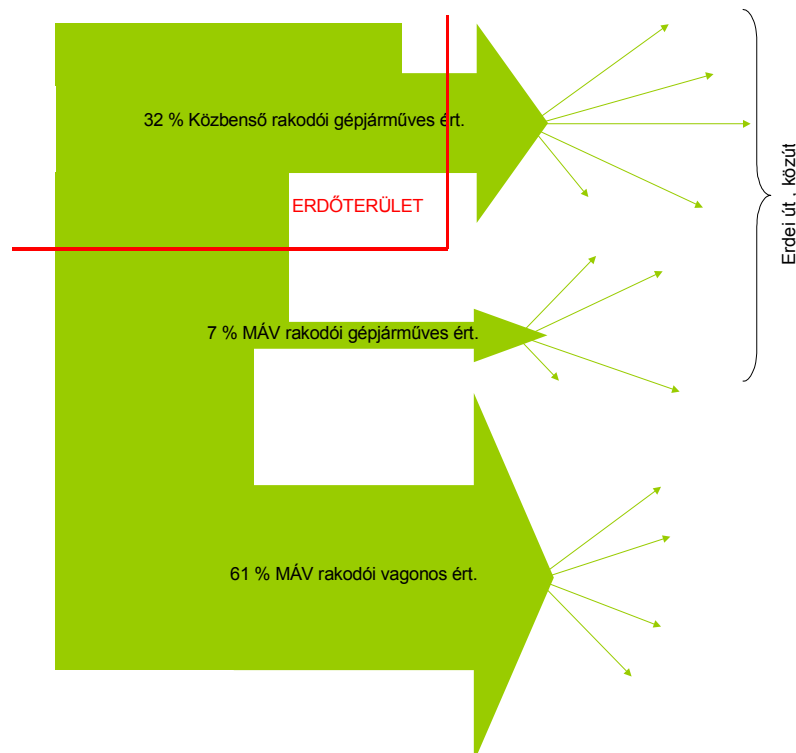 32 % Közbenső rakodói gépjárműves ért.
ERDŐTERÜLET
Erdei út , közút
7 % MÁV rakodói gépjárműves ért.
61 % MÁV rakodói vagonos ért.